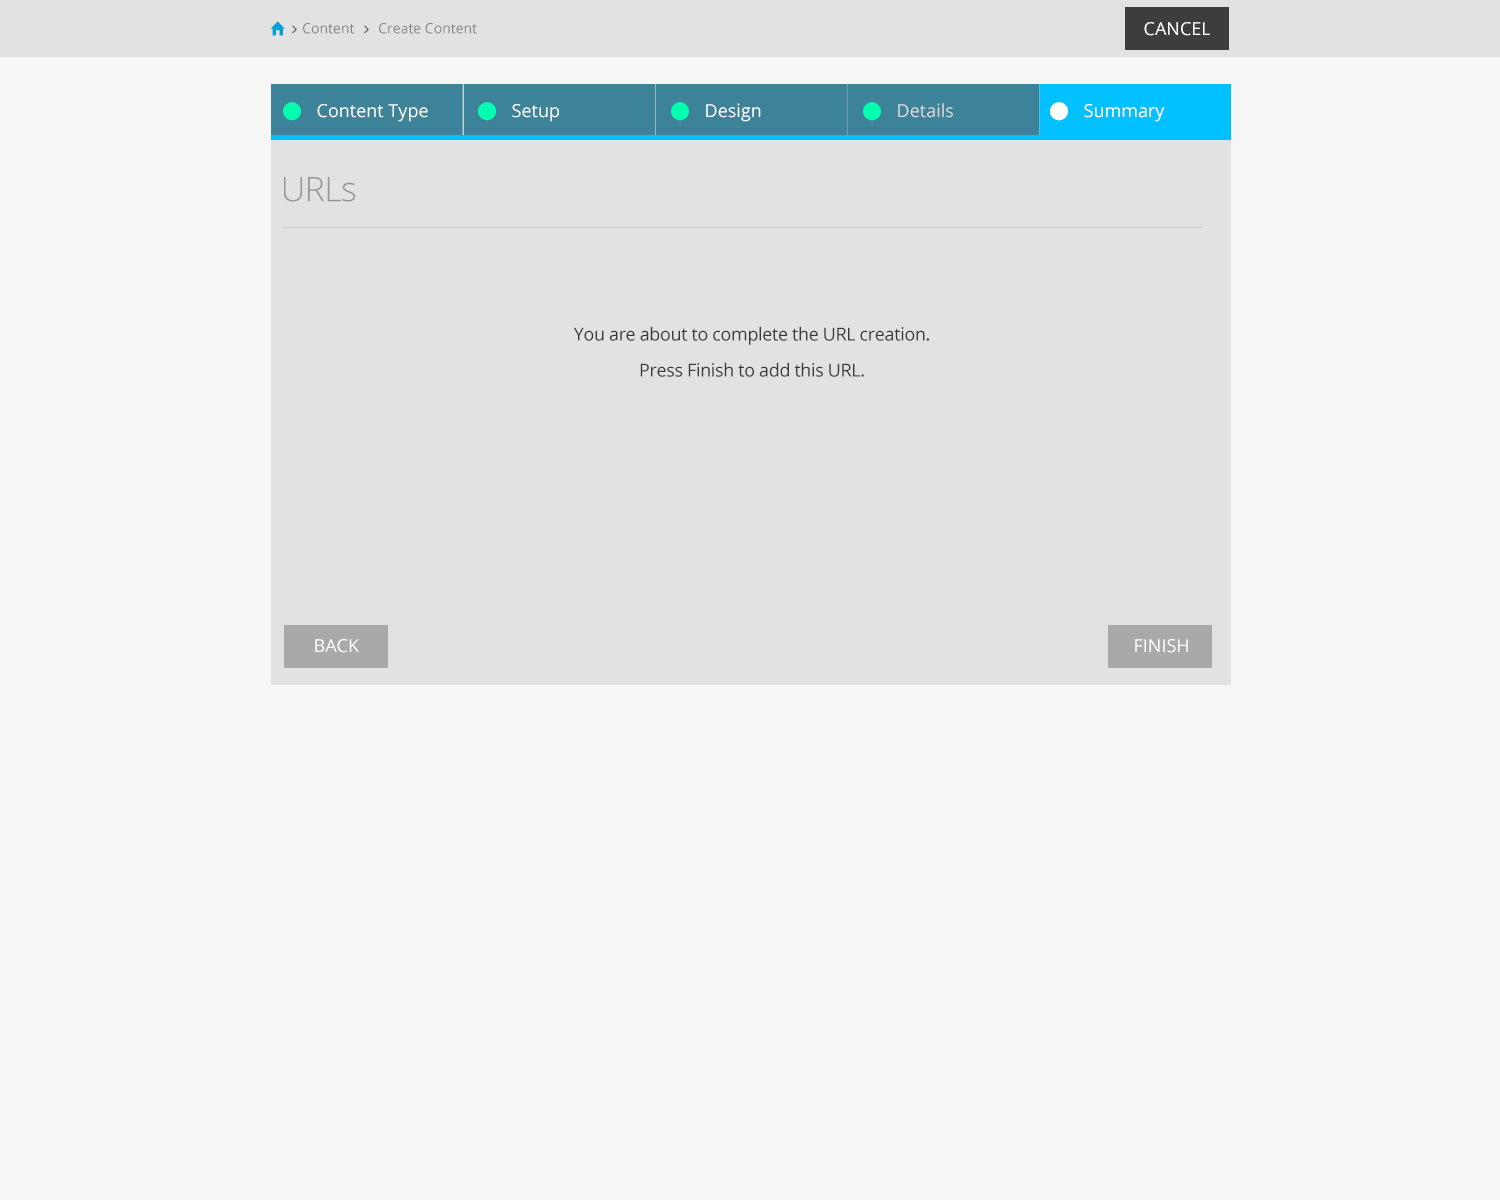 Content > Create Content
CANCEL
Content Type
Setup
Design
Details
Summary
URLs
You are about to complete the URL creation.
Press Finish to add this URL.
BACK
FINISH